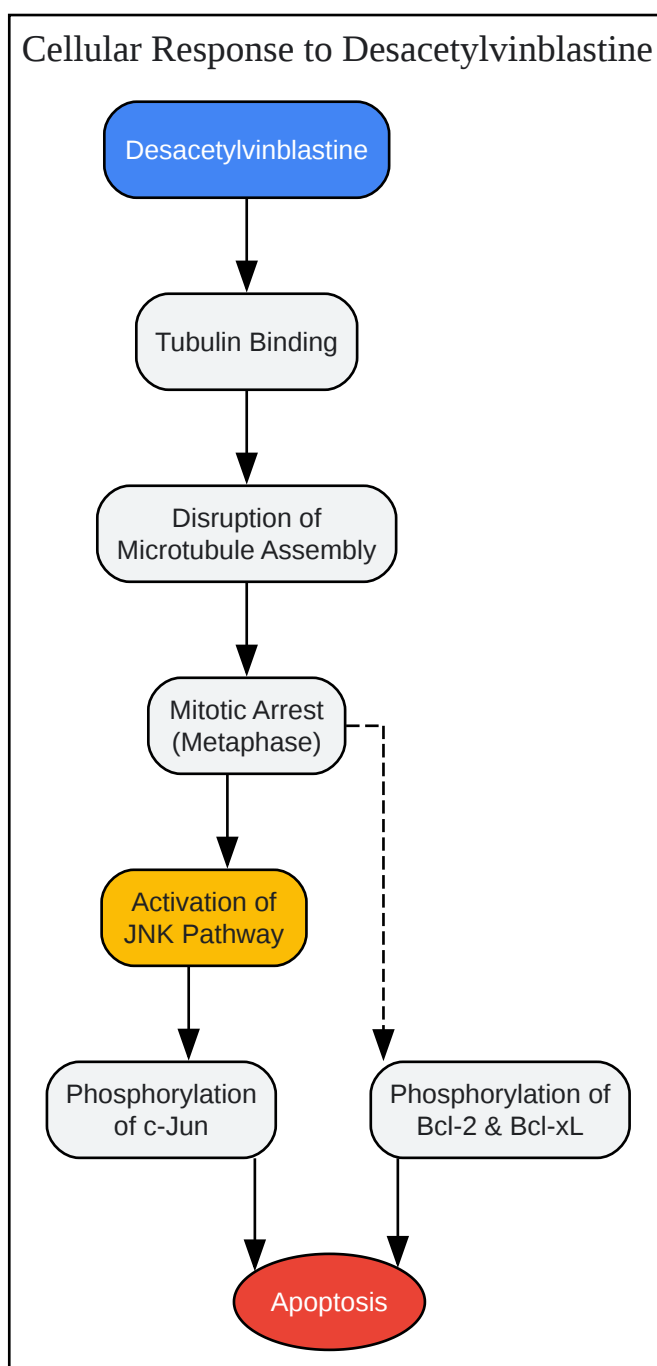 Cellular Response to Desacetylvinblastine
Desacetylvinblastine
Tubulin Binding
Disruption of
Microtubule Assembly
Mitotic Arrest
(Metaphase)
Activation of
JNK Pathway
Phosphorylation
of c-Jun
Phosphorylation of
Bcl-2 & Bcl-xL
Apoptosis